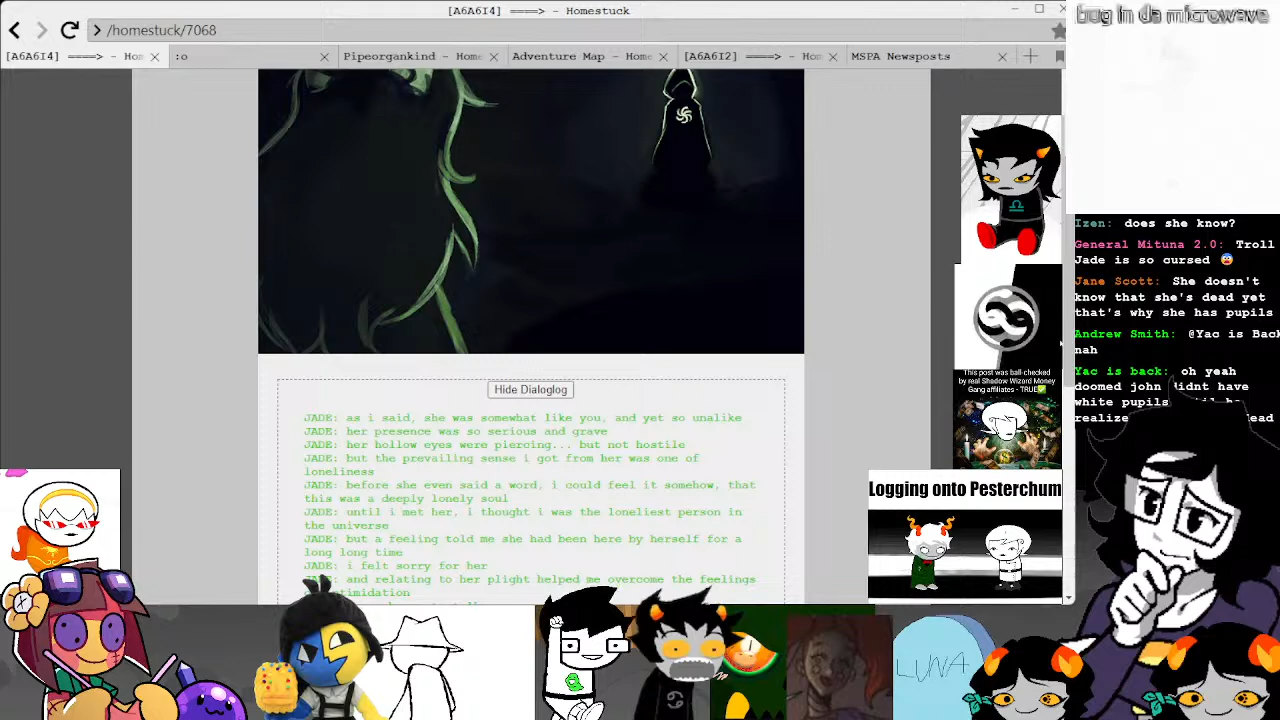 [A6A6I4] ====> - Homestuck
bug in da microwave
/homestuck/7068
[A6A6I4] ====> - Hom
:o
Pipeorgankind - Home
Adventure Map - Home
[A6A6I2] ====> - Hom
MSPA Newsposts
Izen: does she know?
General Mituna 2.0: Troll
Jade is so cursed 😨
Jane Scott: She doesn't
know that she's dead yet
that's why she has pupils
Andrew Smith: @Yac is Back
nah
Yac is back: oh yeah
doomed john didnt have
white pupils
realize
This post was ball-checked
by real Shadow Wizard Money
Gang affiliates - TRUE✅
Logging onto Pesterchum
Hide Dialoglog
JADE: as i said, she was somewhat like you, and yet so unalike
JADE: her presence was so serious and grave
JADE: her hollow eyes were piercing... but not hostile
JADE: but the prevailing sense i got from her was one of
loneliness
JADE: before she even said a word, i could feel it somehow, that
this was a deeply lonely soul
JADE: until i met her, i thought i was the loneliest person in
the universe
JADE: but a feeling told me she had been here by herself for a
long long time
JADE: i felt sorry for her
JADE: and relating to her plight helped me overcome the feelings
LUNA